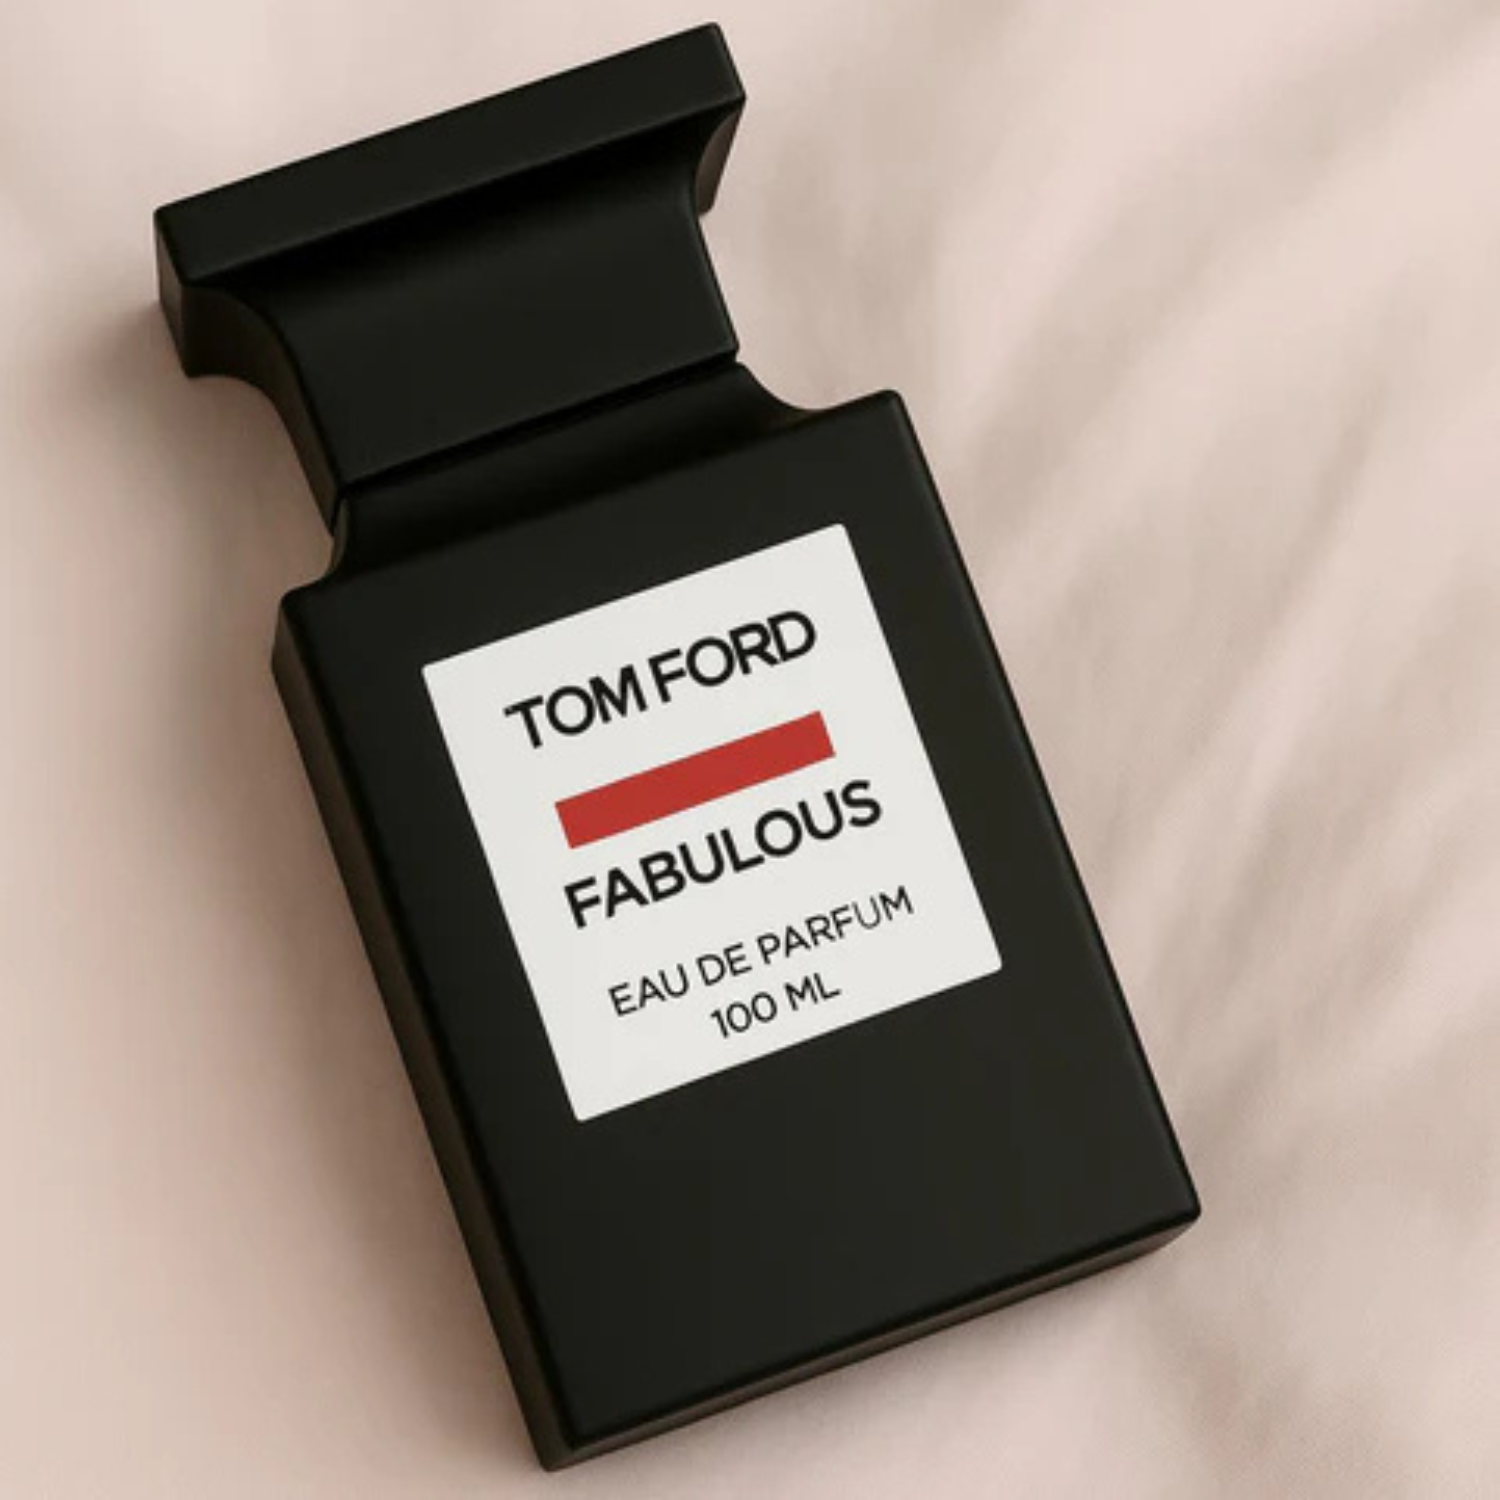 TOM FORD
FABULOUS
EAU DE PARFUM
100 ML